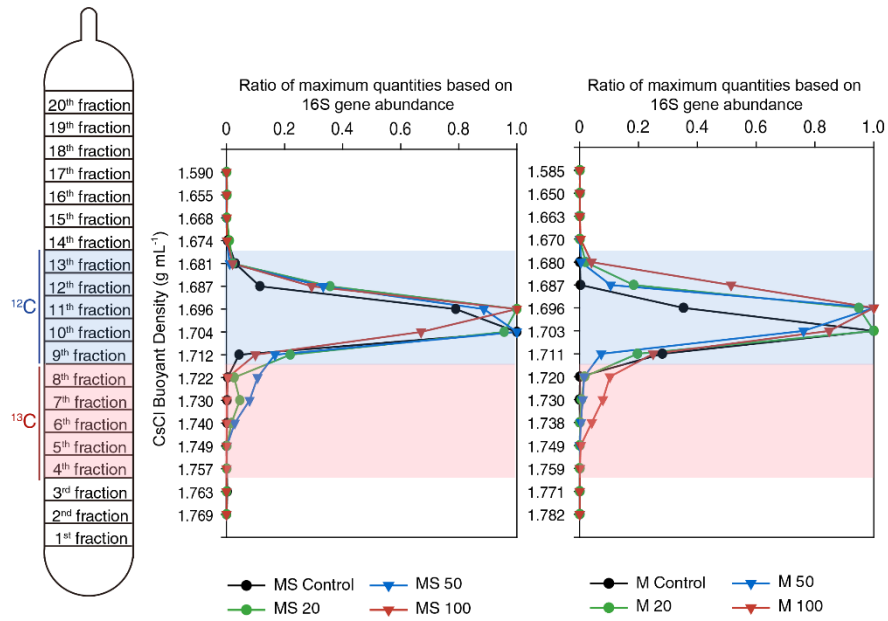 20th fraction
19th fraction
18th fraction
17th fraction
16th fraction
15th fraction
14th fraction
13th fraction
12th fraction
11th fraction
10th fraction
9th fraction
8th fraction
7th fraction
6th fraction
5th fraction
4th fraction
3rd fraction
2nd fraction
1st fraction
12C
13C
Ratio of maximum quantities based on
16S gene abundance
0 0.2 0.4 0.6 0.8 1.0
CsCl Buoyant Density (g mL-1)
1.590
1.655
1.668
1.674
1.681
1.687
1.696
1.704
1.712
1.722
1.730
1.740
1.749
1.757
1.763
1.769
MS Control MS 50
MS 20 MS 100
Ratio of maximum quantities based on
16S gene abundance
0 0.2 0.4 0.6 0.8 1.0
1.585
1.650
1.663
1.670
1.680
1.687
1.696
1.703
1.711
1.720
1.730
1.738
1.749
1.759
1.771
1.782
M Control M 50
M 20 M 100